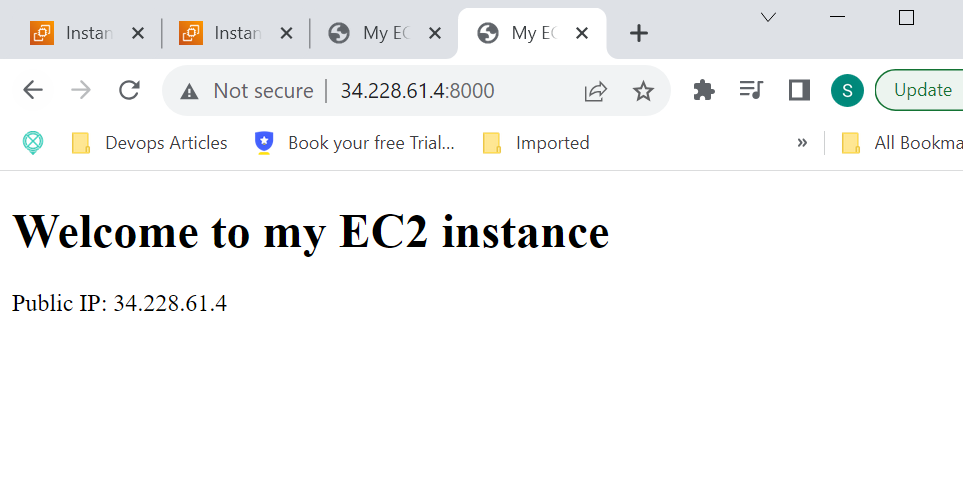 Instan Instan My EC My EC
Not secure 34.228.61.4:8000 S Update
Devops Articles Book your free Trial... Imported » All Bookma
Welcome to my EC2 instance
Public IP: 34.228.61.4